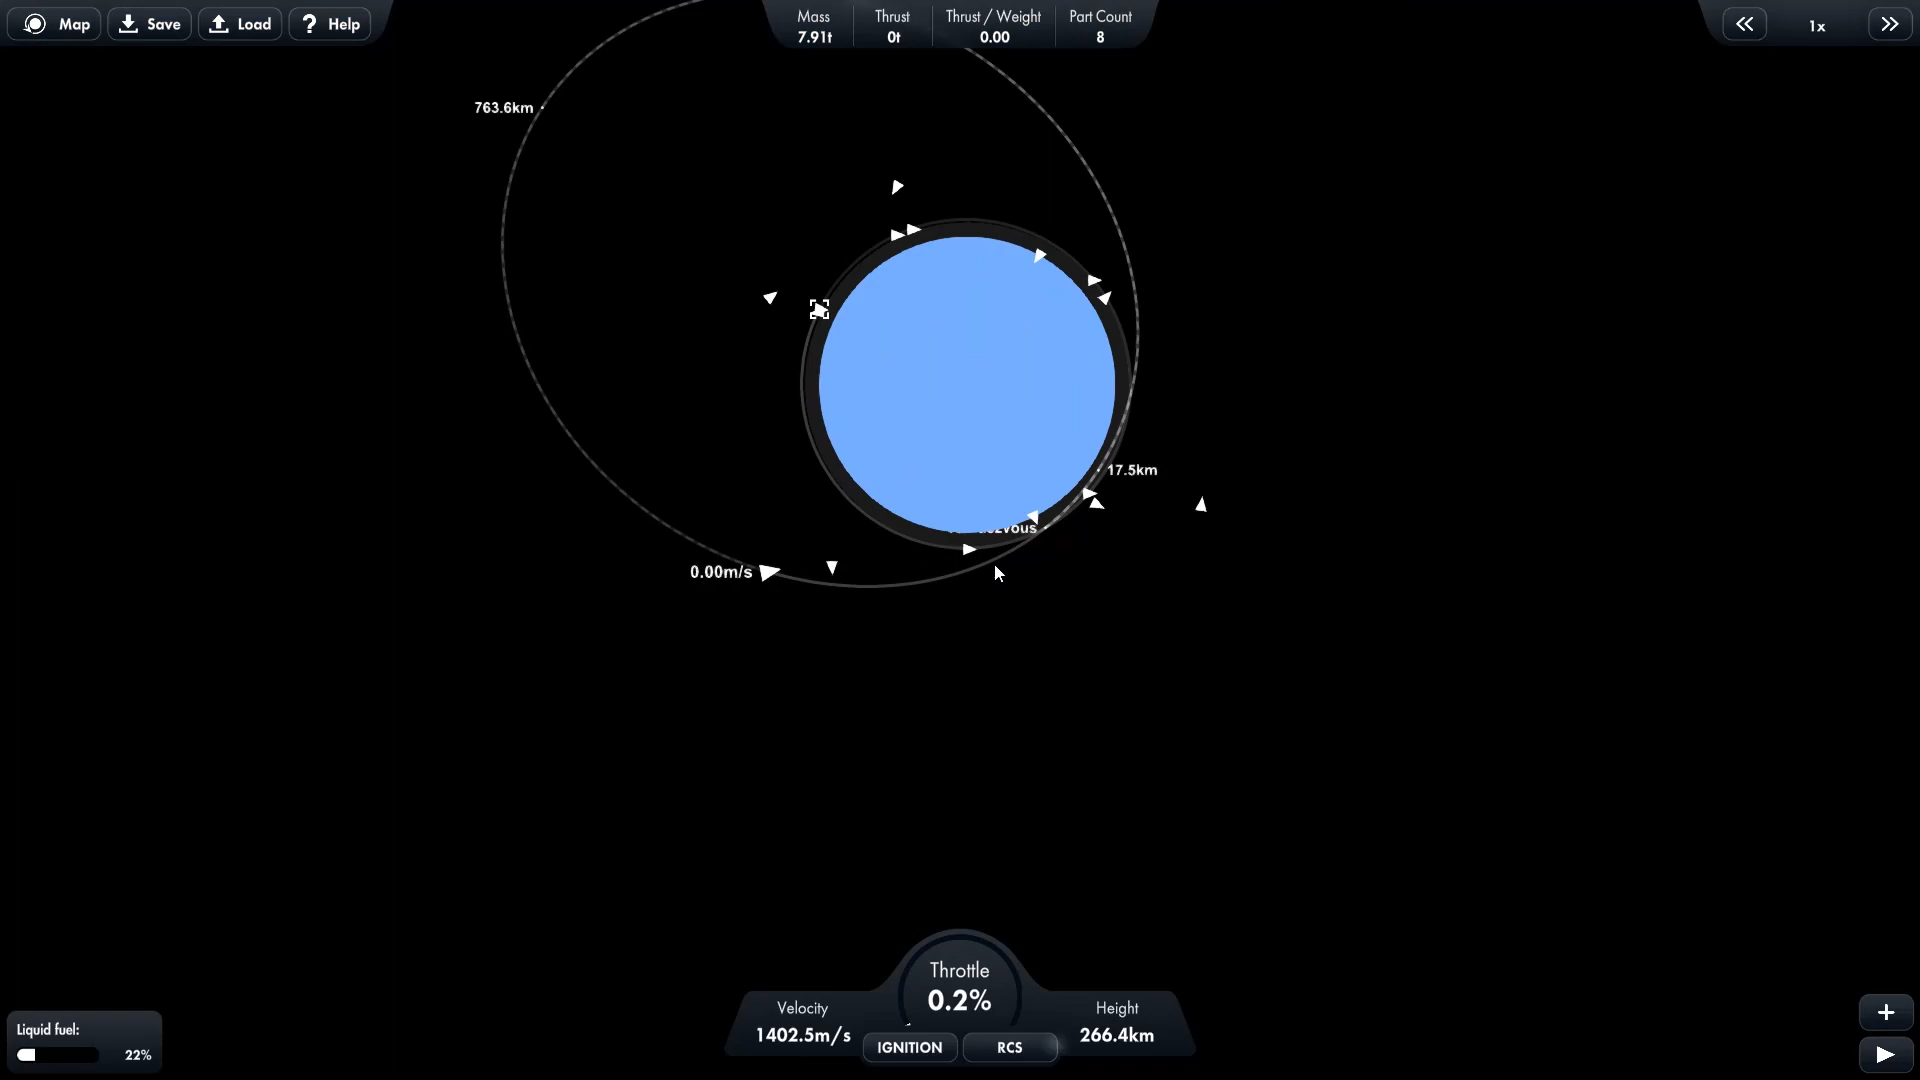 Map
Save
Load
Help
Mass
7.91t
Thrust
0t
Thrust / Weight
0.00
Part Count
8
1x
763.6km
17.5km
0.00m/s
Throttle
0.2%
Velocity
1402.5m/s
Height
266.4km
IGNITION
RCS
Liquid fuel:
22%